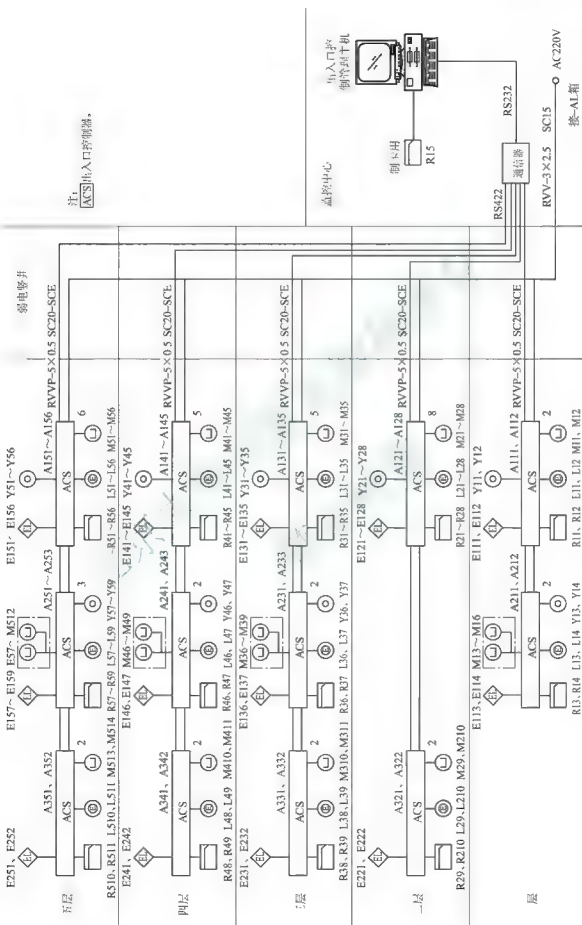 注:ACS出入口控制器。
弱电竖井
监控中心
出入口控
制管理主机
制卡用
R15
RS232
RS422
通信器
RVV-3×2.5 SC15
AC220V
接-AL箱
五层
E251、E252
A351、A352
ACS
2
R510、R511 L510、L511 M513、M514
E157~E159 E57~M512
A251~A253
ACS
3
R57~R59 L57~L59 Y57~Y59
E151~E156 Y51~Y56
A151~A156
ACS
6
R51~R56 L51~L56 M51~M56
RVVP-5×0.5 SC20-SCE
四层
E241、E242
A341、A342
ACS
2
R48、R49 L48、L49 M410、M411
E146、E147 M46~M49
A241、A243
ACS
2
R46、R47 L46、L47 Y46、Y47
E141~E145 Y41~Y45
A141~A145
ACS
5
R41~R45 L41~L45 M41~M45
RVVP-5×0.5 SC20-SCE
E231、E232
A331、A332
ACS
2
R38、R39 L38、L39 M310、M311
E136、E137 M36~M39
A231、A233
ACS
2
R36、R37 L36、L37 Y36、Y37
E131~E135 Y31~Y35
A131~A135
ACS
5
R31~R35 L31~L35 M31~M35
RVVP-5×0.5 SC20-SCE
E221、E222
A321、A322
ACS
2
R29、R210 L29、L210 M29、M210
E121~E128 Y21~Y28
A121~A128
ACS
8
R21~R28 L21~L28 M21~M28
RVVP-5×0.5 SC20-SCE
层
E113、E114 M13~M16
A211、A212
ACS
2
R13、R14 L13、L14 Y13、Y14
E111、E112 Y11、Y12
A111、A112
ACS
2
R11、R12 L11、L12 M11、M12
RVVP-5×0.5 SC20-SCE